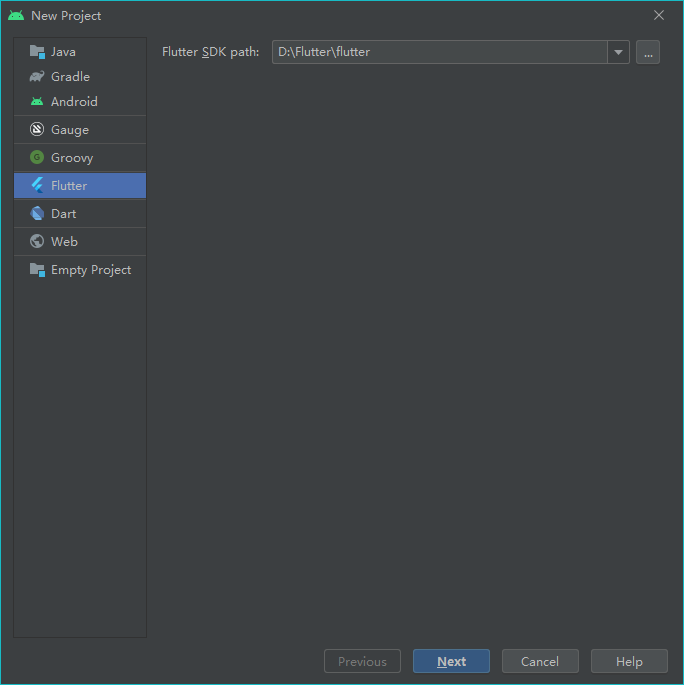 New Project
Java
Gradle
Android
Gauge
Groovy
Flutter
Dart
Web
Empty Project
Flutter SDK path: D:\Flutter\flutter ...
Previous Next Cancel Help